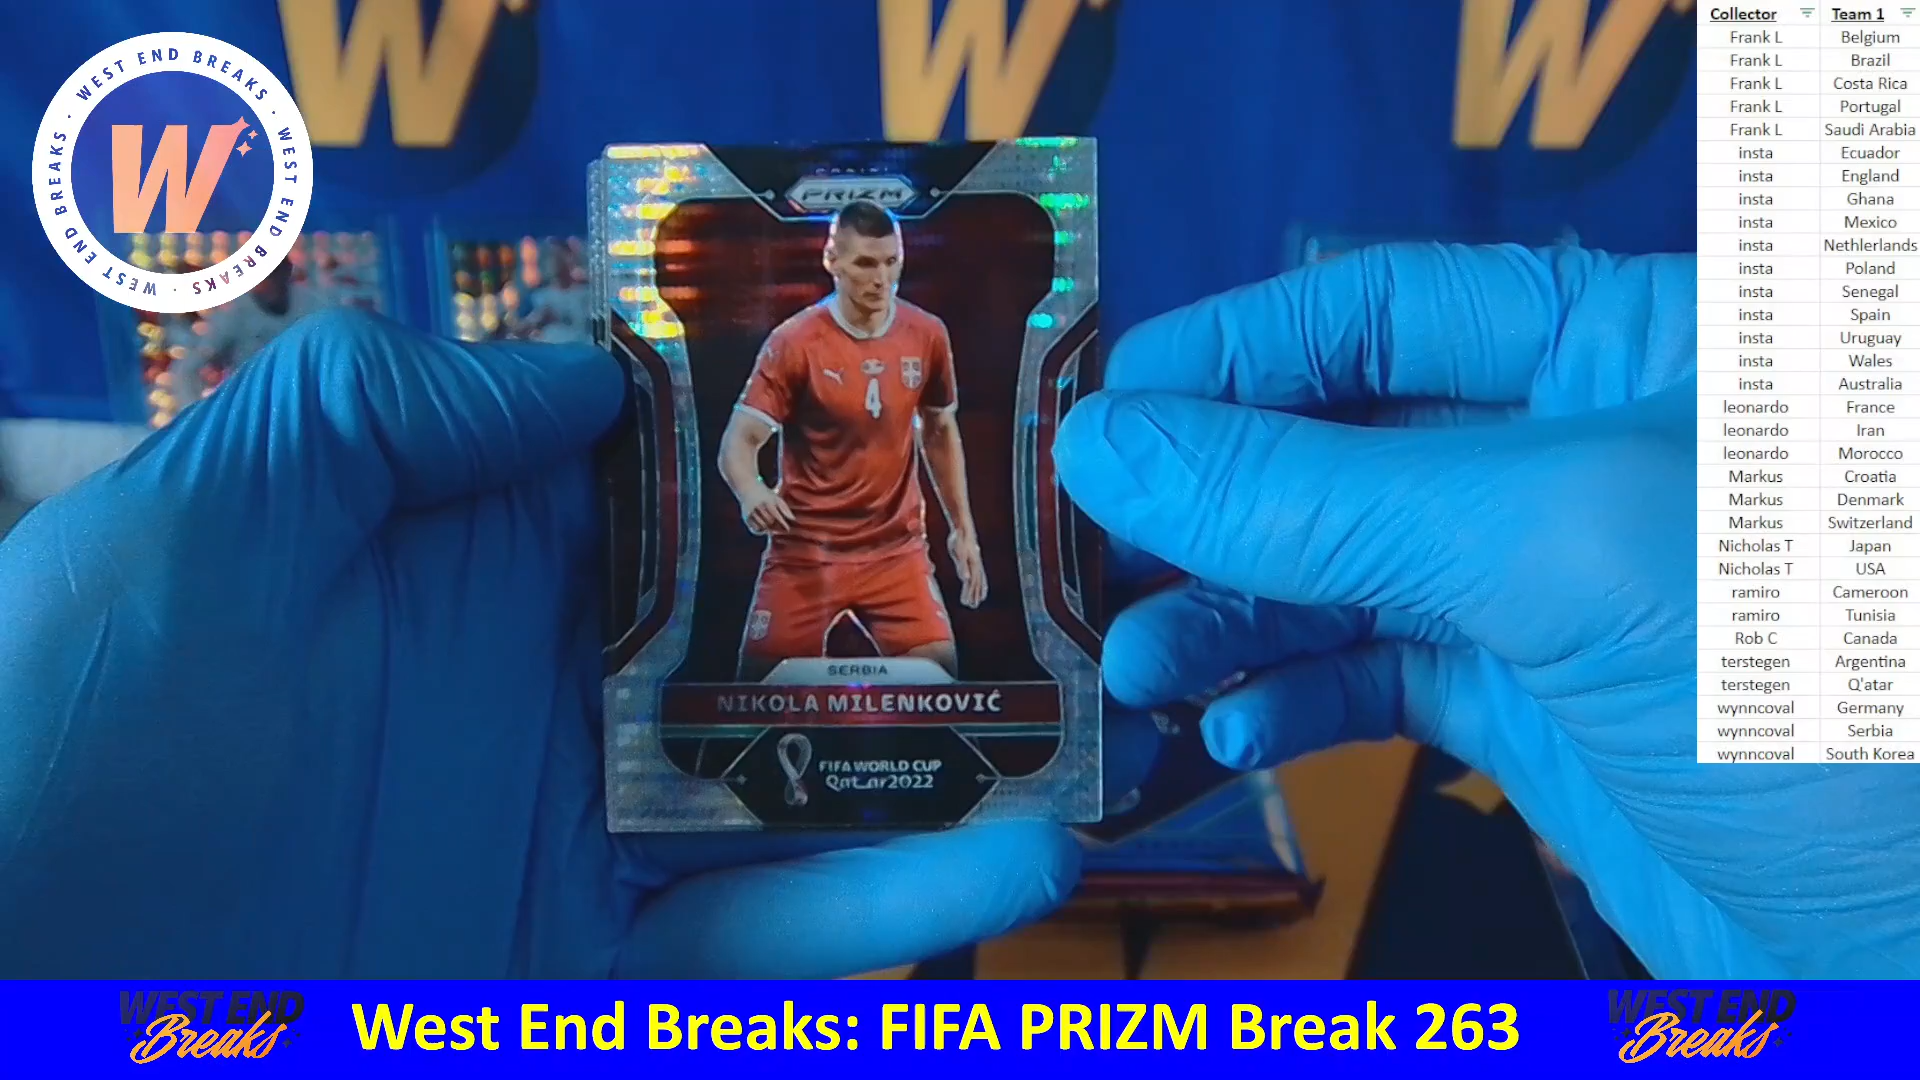 WEST END BREAKS · WEST END BREAKS · WEST END BREAKS ·
W
PANINI
PRIZM
4
SERBIA
NIKOLA MILENKOVIĆ
FIFA WORLD CUP
Qatar2022
Collector Team 1
Frank L Belgium
Frank L Brazil
Frank L Costa Rica
Frank L Portugal
Frank L Saudi Arabia
insta Ecuador
insta England
insta Ghana
insta Mexico
insta Nethlerlands
insta Poland
insta Senegal
insta Spain
insta Uruguay
insta Wales
insta Australia
leonardo France
leonardo Iran
leonardo Morocco
Markus Croatia
Markus Denmark
Markus Switzerland
Nicholas T Japan
Nicholas T USA
ramiro Cameroon
ramiro Tunisia
Rob C Canada
terstegen Argentina
terstegen Q'atar
wynncoval Germany
wynncoval Serbia
wynncoval South Korea
WEST END
Breaks
West End Breaks: FIFA PRIZM Break 263
WEST END
Breaks